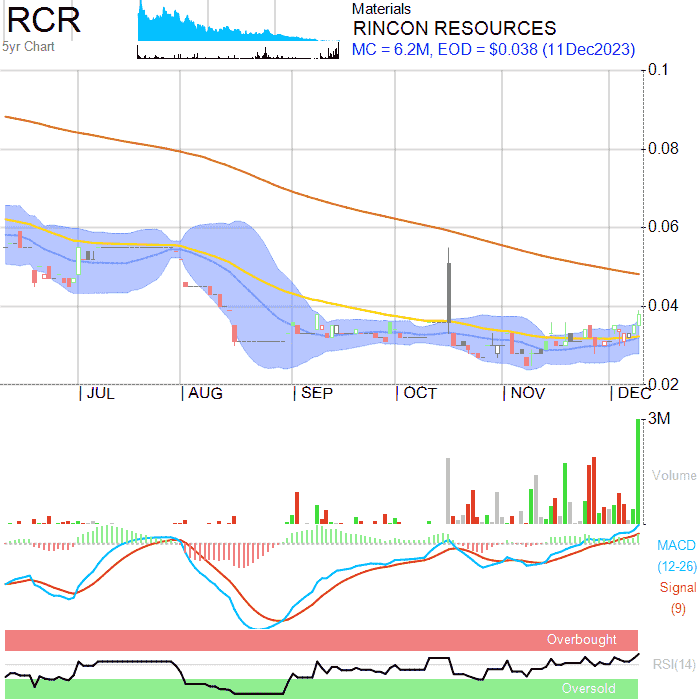 RCR
5yr Chart
Materials
RINCON RESOURCES
MC = 6.2M, EOD = $0.038 (11Dec2023)
0.1
0.08
0.06
0.04
0.02
JUL AUG SEP OCT NOV DEC
3M
Volume
MACD
(12-26)
Signal
(9)
Overbought
RSI(14)
Oversold